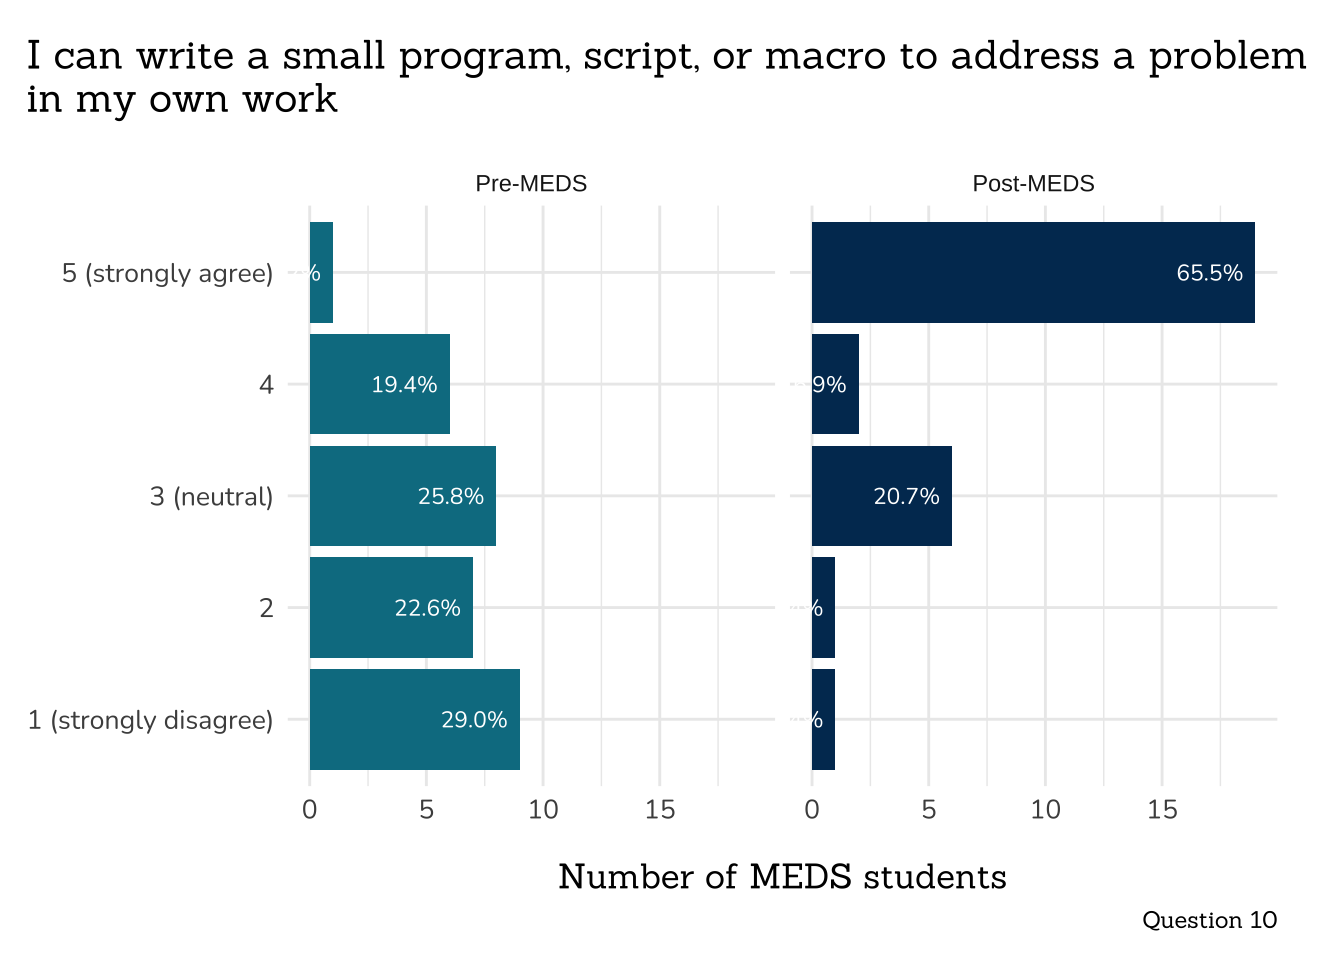 I can write a small program, script, or macro to address a problem
in my own work
Pre-MEDS
Post-MEDS
5 (strongly agree)
65.5%
4
19.4%
3 (neutral)
25.8%
20.7%
2
22.6%
1 (strongly disagree)
29.0%
0 5 10 15
0 5 10 15
Number of MEDS students
Question 10